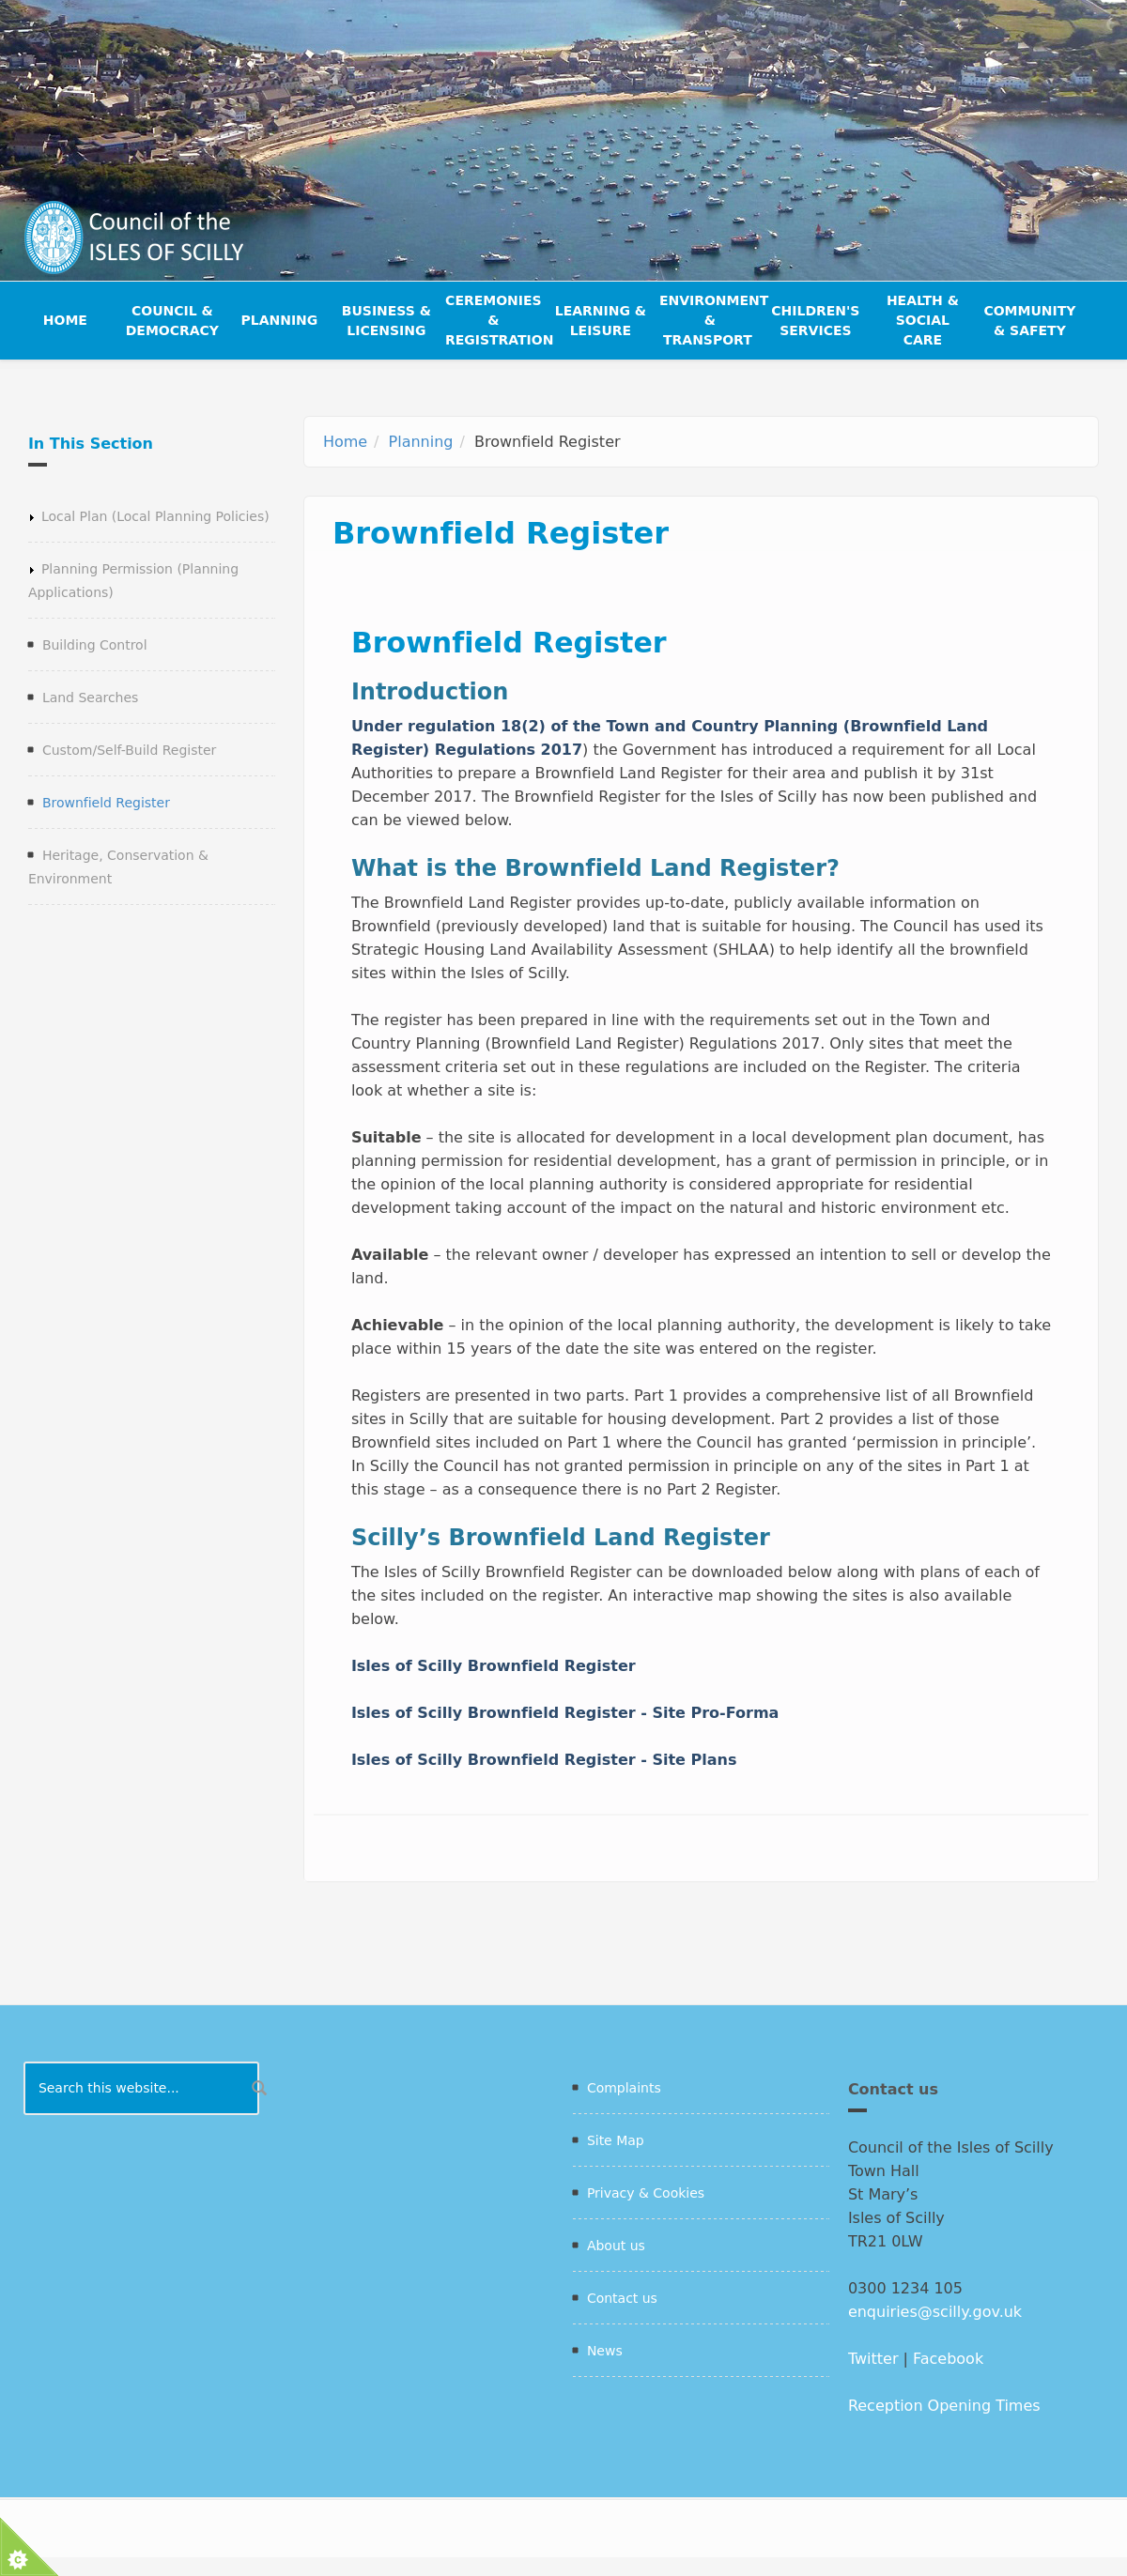 Council of the
ISLES OF SCILLY
HOME
COUNCIL &
DEMOCRACY
PLANNING
BUSINESS &
LICENSING
CEREMONIES
&
REGISTRATION
LEARNING &
LEISURE
ENVIRONMENT
&
TRANSPORT
CHILDREN'S
SERVICES
HEALTH &
SOCIAL
CARE
COMMUNITY
& SAFETY
In This Section
Local Plan (Local Planning Policies)
Planning Permission (Planning
Applications)
Building Control
Land Searches
Custom/Self-Build Register
Brownfield Register
Heritage, Conservation &
Environment
Home / Planning / Brownfield Register
Brownfield Register
Brownfield Register
Introduction
Under regulation 18(2) of the Town and Country Planning (Brownfield Land
Register) Regulations 2017) the Government has introduced a requirement for all Local
Authorities to prepare a Brownfield Land Register for their area and publish it by 31st
December 2017. The Brownfield Register for the Isles of Scilly has now been published and
can be viewed below.
What is the Brownfield Land Register?
The Brownfield Land Register provides up-to-date, publicly available information on
Brownfield (previously developed) land that is suitable for housing. The Council has used its
Strategic Housing Land Availability Assessment (SHLAA) to help identify all the brownfield
sites within the Isles of Scilly.
The register has been prepared in line with the requirements set out in the Town and
Country Planning (Brownfield Land Register) Regulations 2017. Only sites that meet the
assessment criteria set out in these regulations are included on the Register. The criteria
look at whether a site is:
Suitable – the site is allocated for development in a local development plan document, has
planning permission for residential development, has a grant of permission in principle, or in
the opinion of the local planning authority is considered appropriate for residential
development taking account of the impact on the natural and historic environment etc.
Available – the relevant owner / developer has expressed an intention to sell or develop the
land.
Achievable – in the opinion of the local planning authority, the development is likely to take
place within 15 years of the date the site was entered on the register.
Registers are presented in two parts. Part 1 provides a comprehensive list of all Brownfield
sites in Scilly that are suitable for housing development. Part 2 provides a list of those
Brownfield sites included on Part 1 where the Council has granted ‘permission in principle’.
In Scilly the Council has not granted permission in principle on any of the sites in Part 1 at
this stage – as a consequence there is no Part 2 Register.
Scilly’s Brownfield Land Register
The Isles of Scilly Brownfield Register can be downloaded below along with plans of each of
the sites included on the register. An interactive map showing the sites is also available
below.
Isles of Scilly Brownfield Register
Isles of Scilly Brownfield Register - Site Pro-Forma
Isles of Scilly Brownfield Register - Site Plans
Search this website...
Complaints
Site Map
Privacy & Cookies
About us
Contact us
News
Contact us
Council of the Isles of Scilly
Town Hall
St Mary’s
Isles of Scilly
TR21 0LW
0300 1234 105
enquiries@scilly.gov.uk
Twitter | Facebook
Reception Opening Times
C